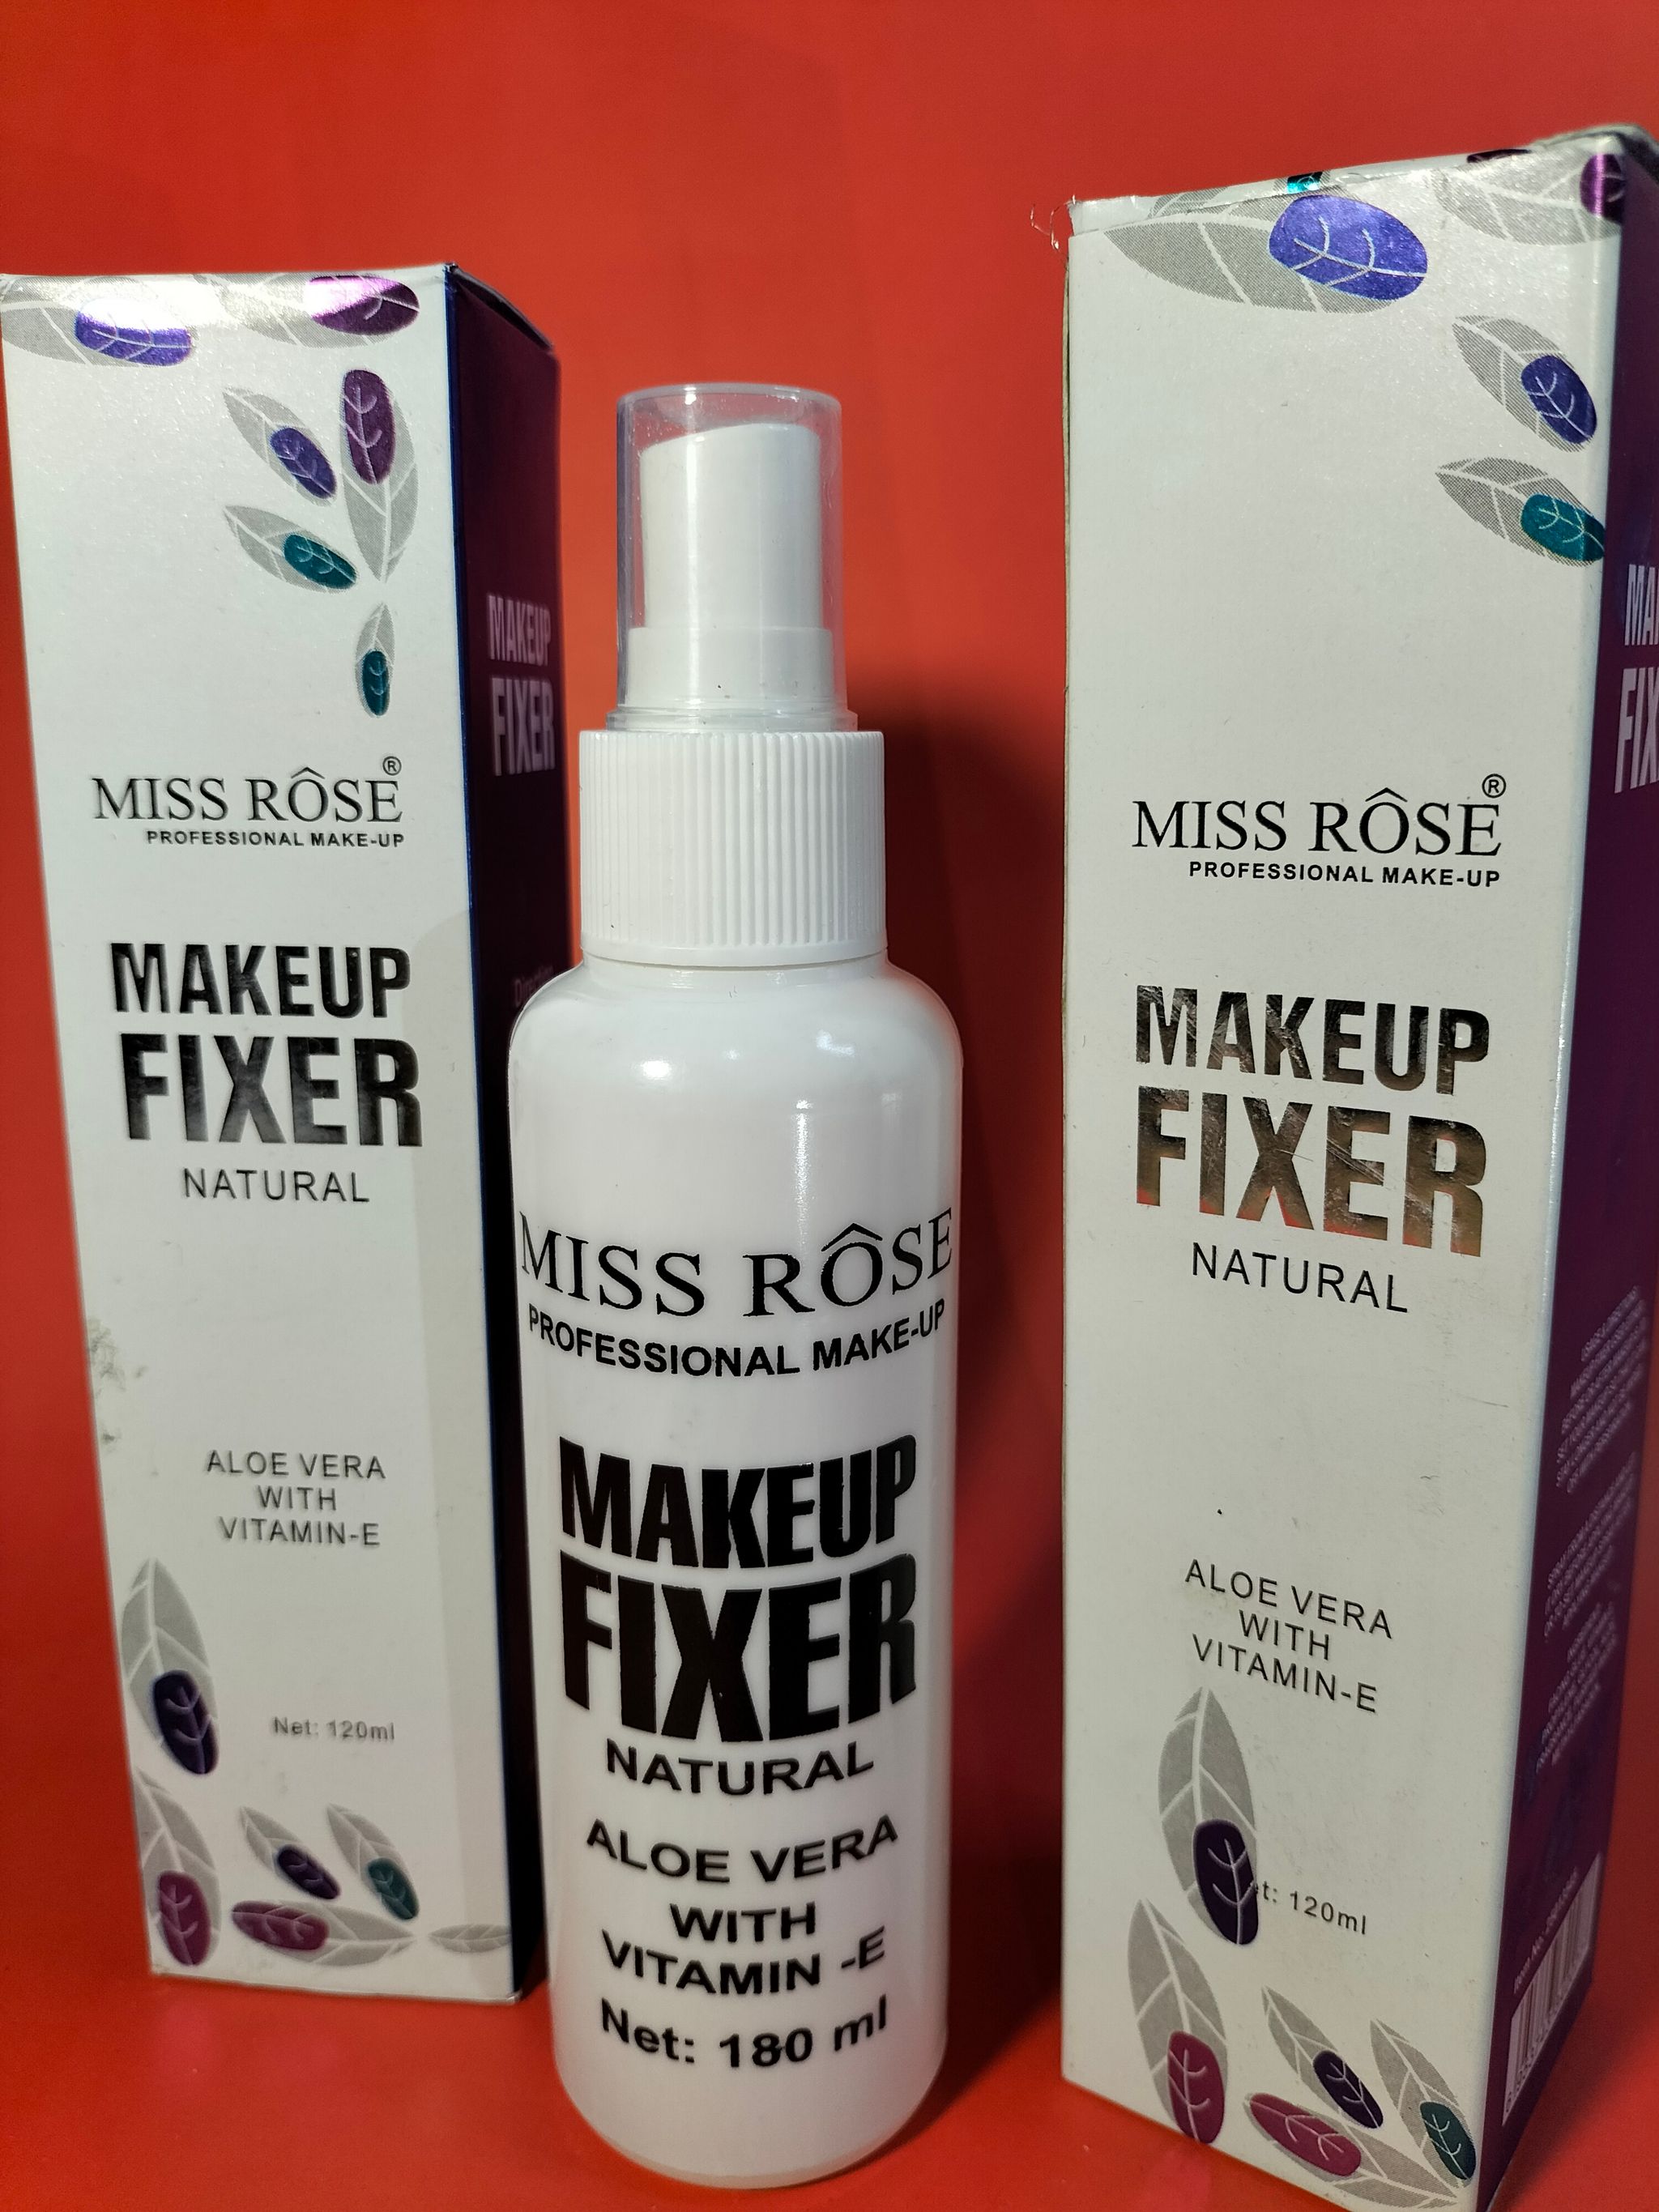 MISS RÔSE®
PROFESSIONAL MAKE-UP
MAKEUP
FIXER
NATURAL
ALOE VERA
WITH
VITAMIN-E
Net: 120ml
MAKEUP
FIXER
MISS RÔSE
PROFESSIONAL MAKE-UP
MAKEUP
FIXER
NATURAL
ALOE VERA
WITH
VITAMIN -E
Net: 180 ml
MISS RÔSE®
PROFESSIONAL MAKE-UP
MAKEUP
FIXER
NATURAL
ALOE VERA
WITH
VITAMIN-E
120ml